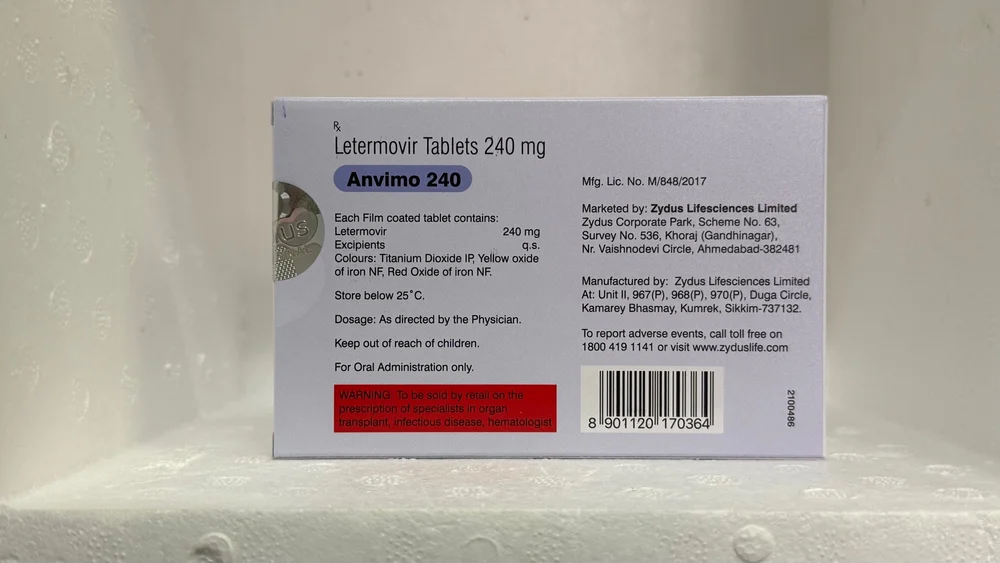 Rx
Letermovir Tablets 240 mg
Anvimo 240
Each Film coated tablet contains:
Letermovir 240 mg
Excipients q.s.
Colours: Titanium Dioxide IP, Yellow oxide
of iron NF, Red Oxide of iron NF.
Store below 25°C.
Dosage: As directed by the Physician.
Keep out of reach of children.
For Oral Administration only.
WARNING: To be sold by retail on the
prescription of specialists in organ
transplant, infectious disease, hematologist
Mfg. Lic. No. M/848/2017
Marketed by: Zydus Lifesciences Limited
Zydus Corporate Park, Scheme No. 63,
Survey No. 536, Khoraj (Gandhinagar),
Nr. Vaishnodevi Circle, Ahmedabad-382481
Manufactured by: Zydus Lifesciences Limited
At: Unit II, 967(P), 968(P), 970(P), Duga Circle,
Kamarey Bhasmay, Kumrek, Sikkim-737132.
To report adverse events, call toll free on
1800 419 1141 or visit www.zyduslife.com
8 901120 170364
2100486